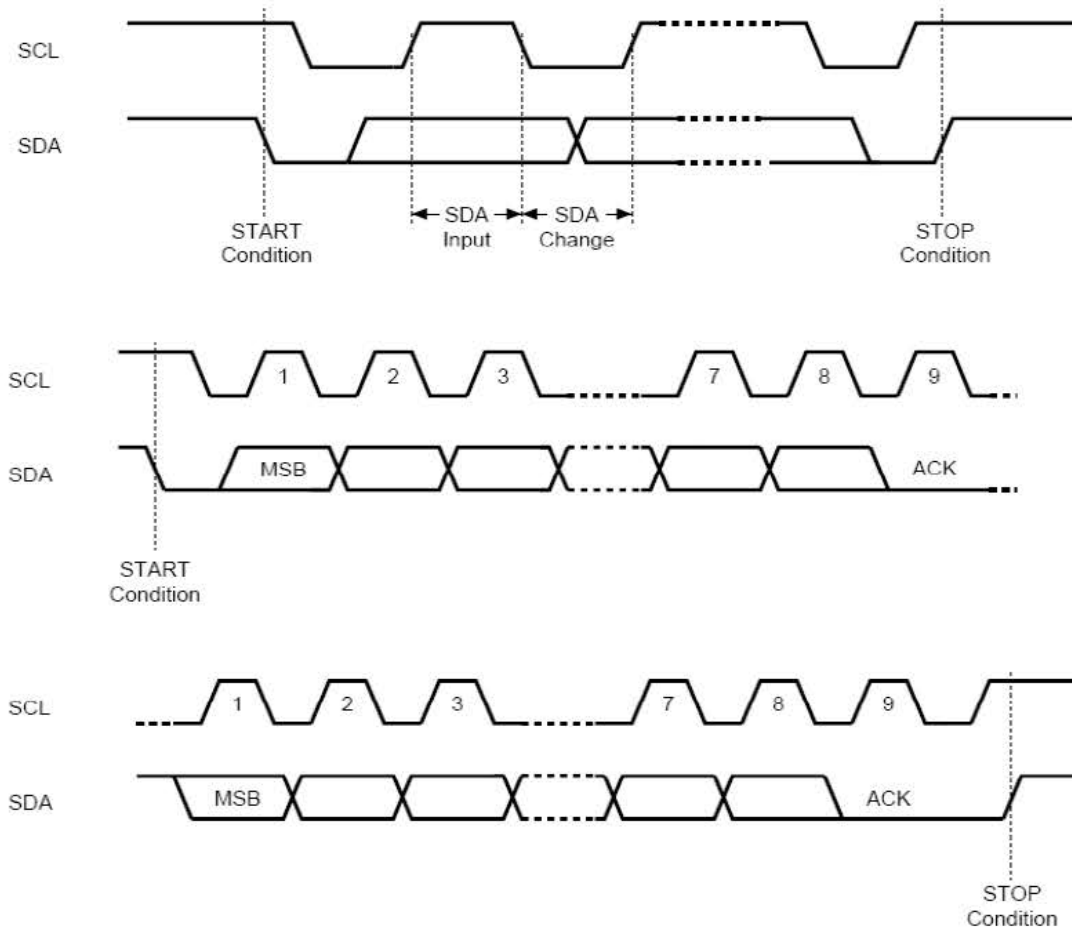 SCL
SDA
SDA
Input
SDA
Change
START
Condition
STOP
Condition
SCL
1 2 3 7 8 9
SDA
MSB
ACK
START
Condition
SCL
1 2 3 7 8 9
SDA
MSB
ACK
STOP
Condition